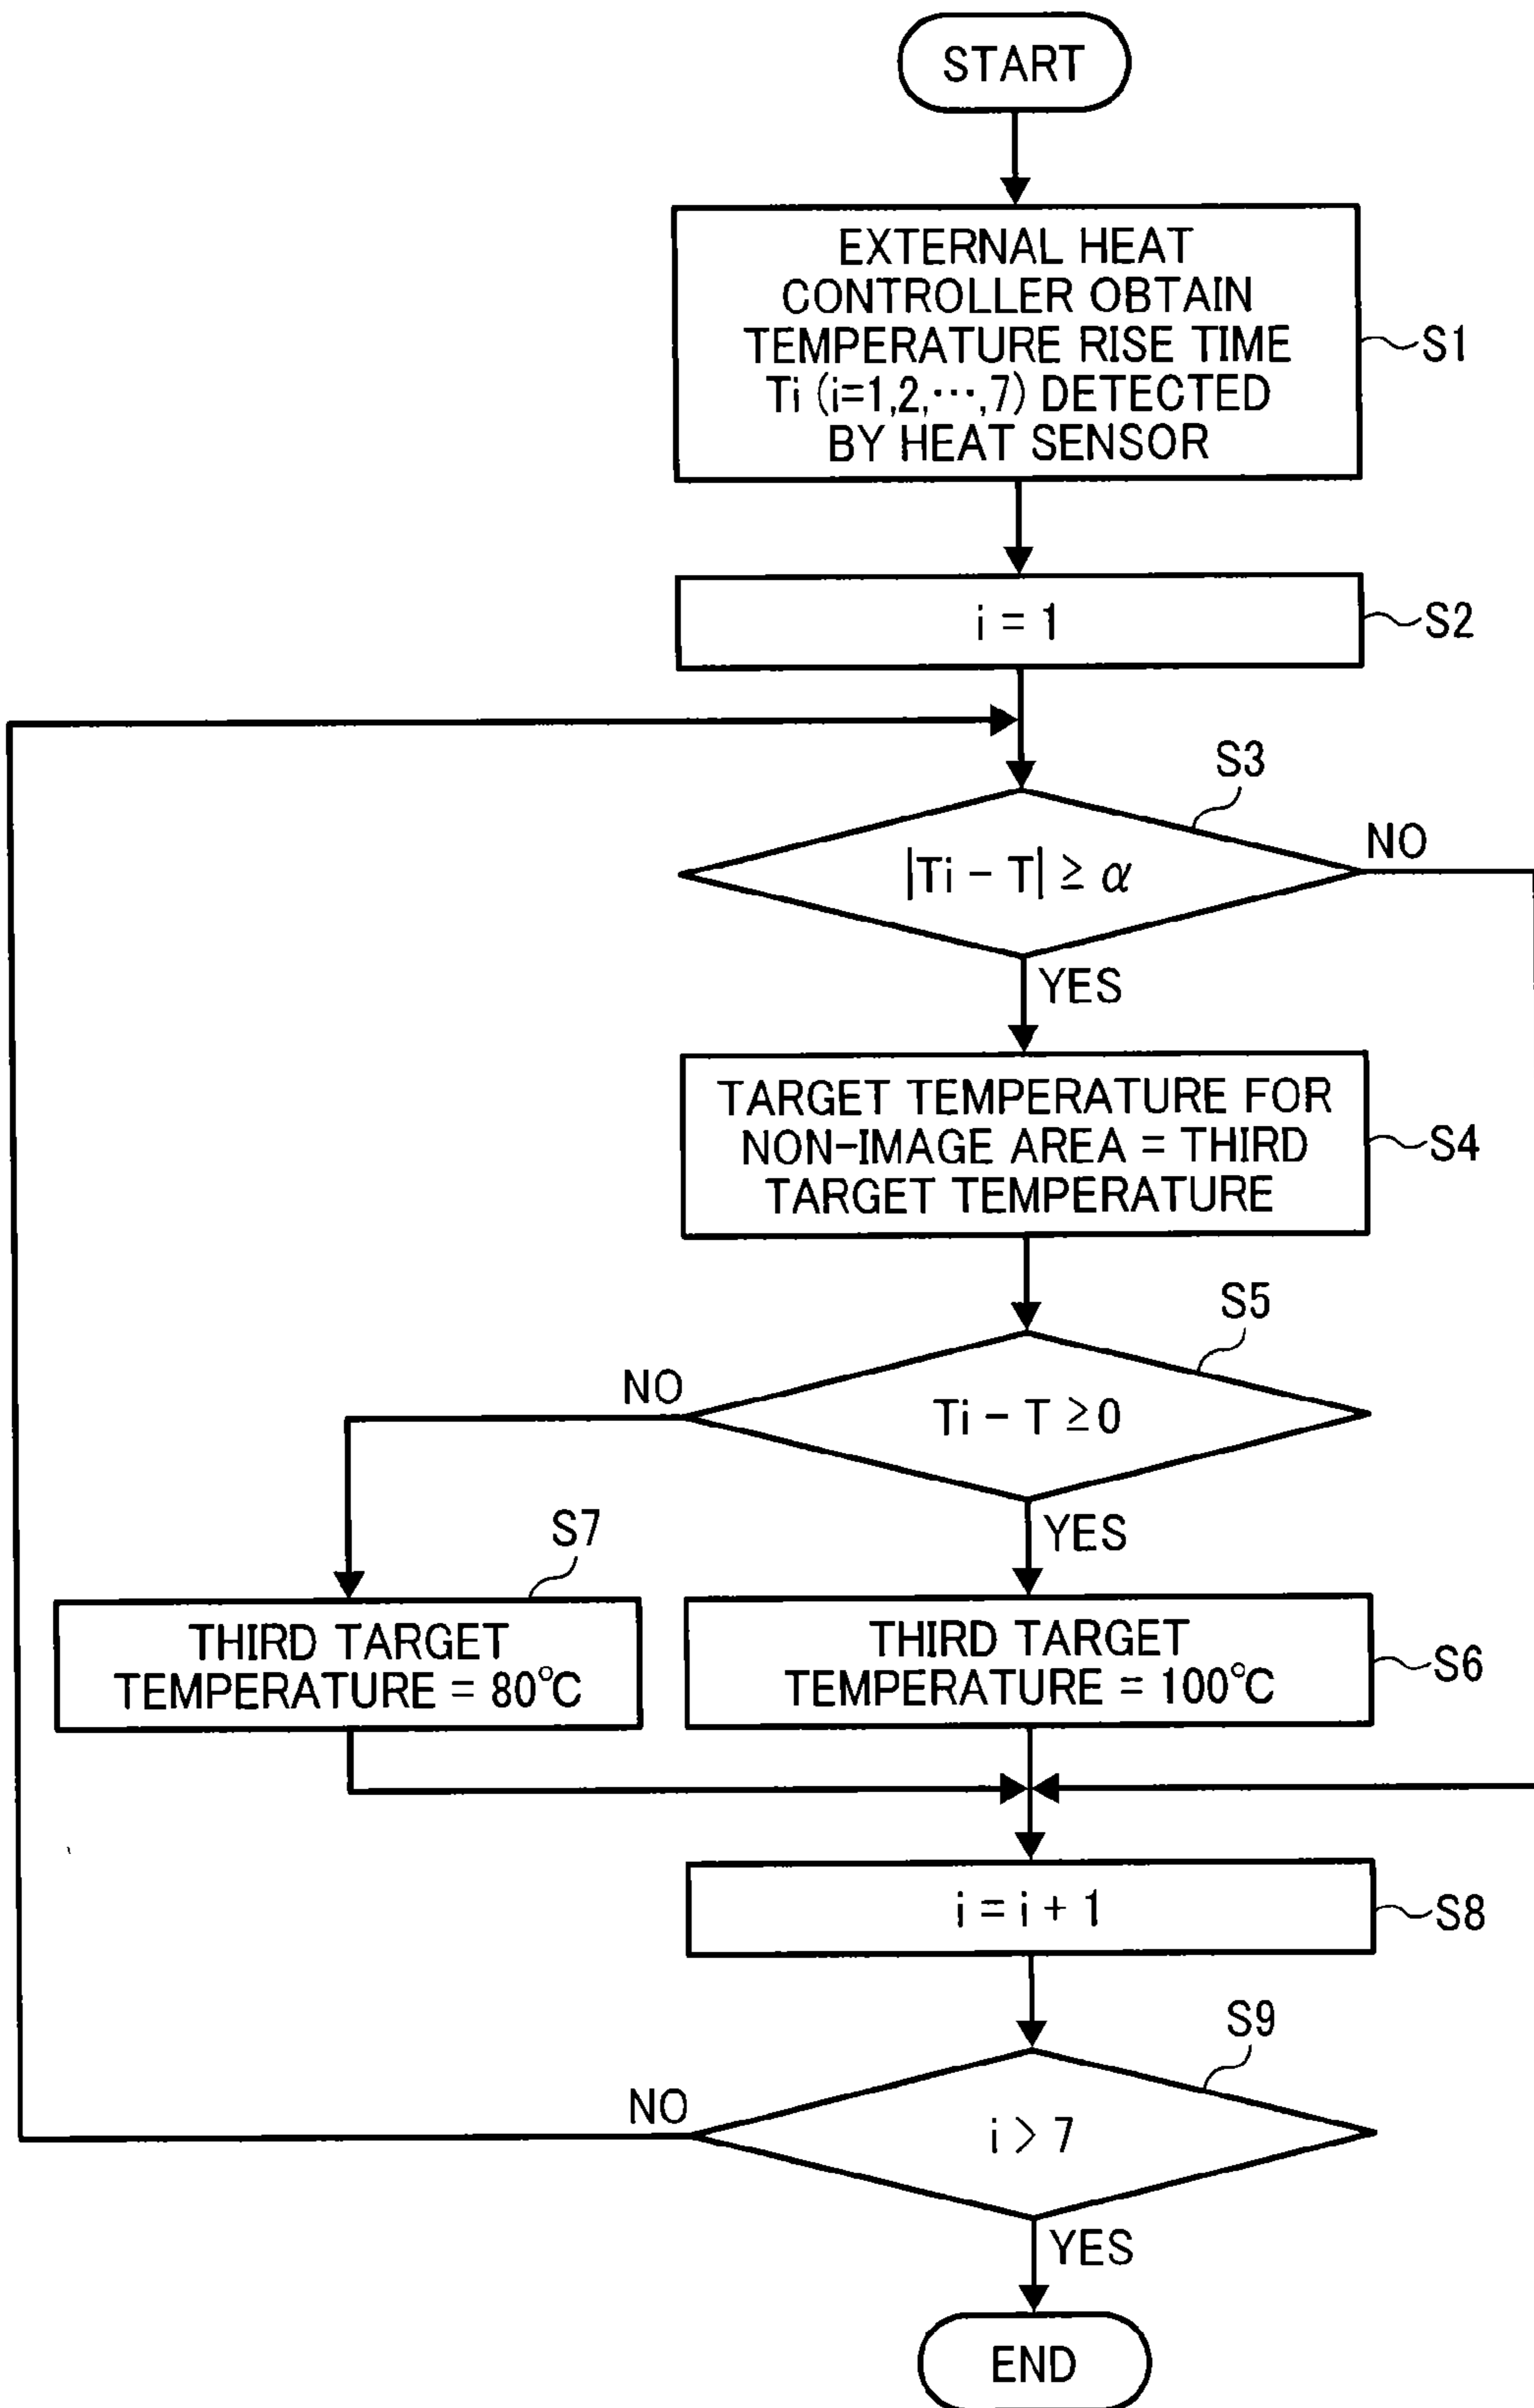 START
EXTERNAL HEAT
CONTROLLER OBTAIN
TEMPERATURE RISE TIME
Ti (i=1,2,⋯,7) DETECTED
BY HEAT SENSOR
S1
i = 1
S2
S3
|Ti − T| ≥ α
NO
YES
TARGET TEMPERATURE FOR
NON-IMAGE AREA = THIRD
TARGET TEMPERATURE
S4
S5
NO
Ti − T ≥0
YES
S7
THIRD TARGET
TEMPERATURE = 80°C
THIRD TARGET
TEMPERATURE = 100°C
S6
i = i + 1
S8
S9
NO
i > 7
YES
END